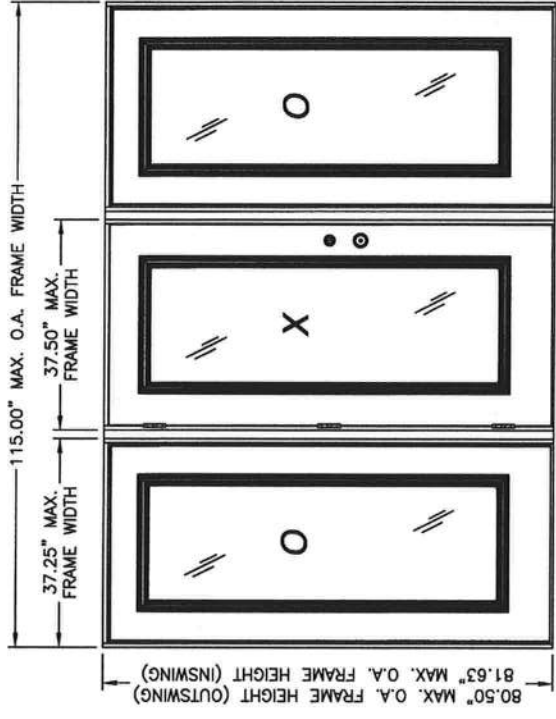 115.00" MAX. O.A. FRAME WIDTH
37.50" MAX.
FRAME WIDTH
37.25" MAX.
FRAME WIDTH
O
X
O
80.50" MAX. O.A. FRAME HEIGHT (OUTSWING)
81.63" MAX. O.A. FRAME HEIGHT (INSWING)